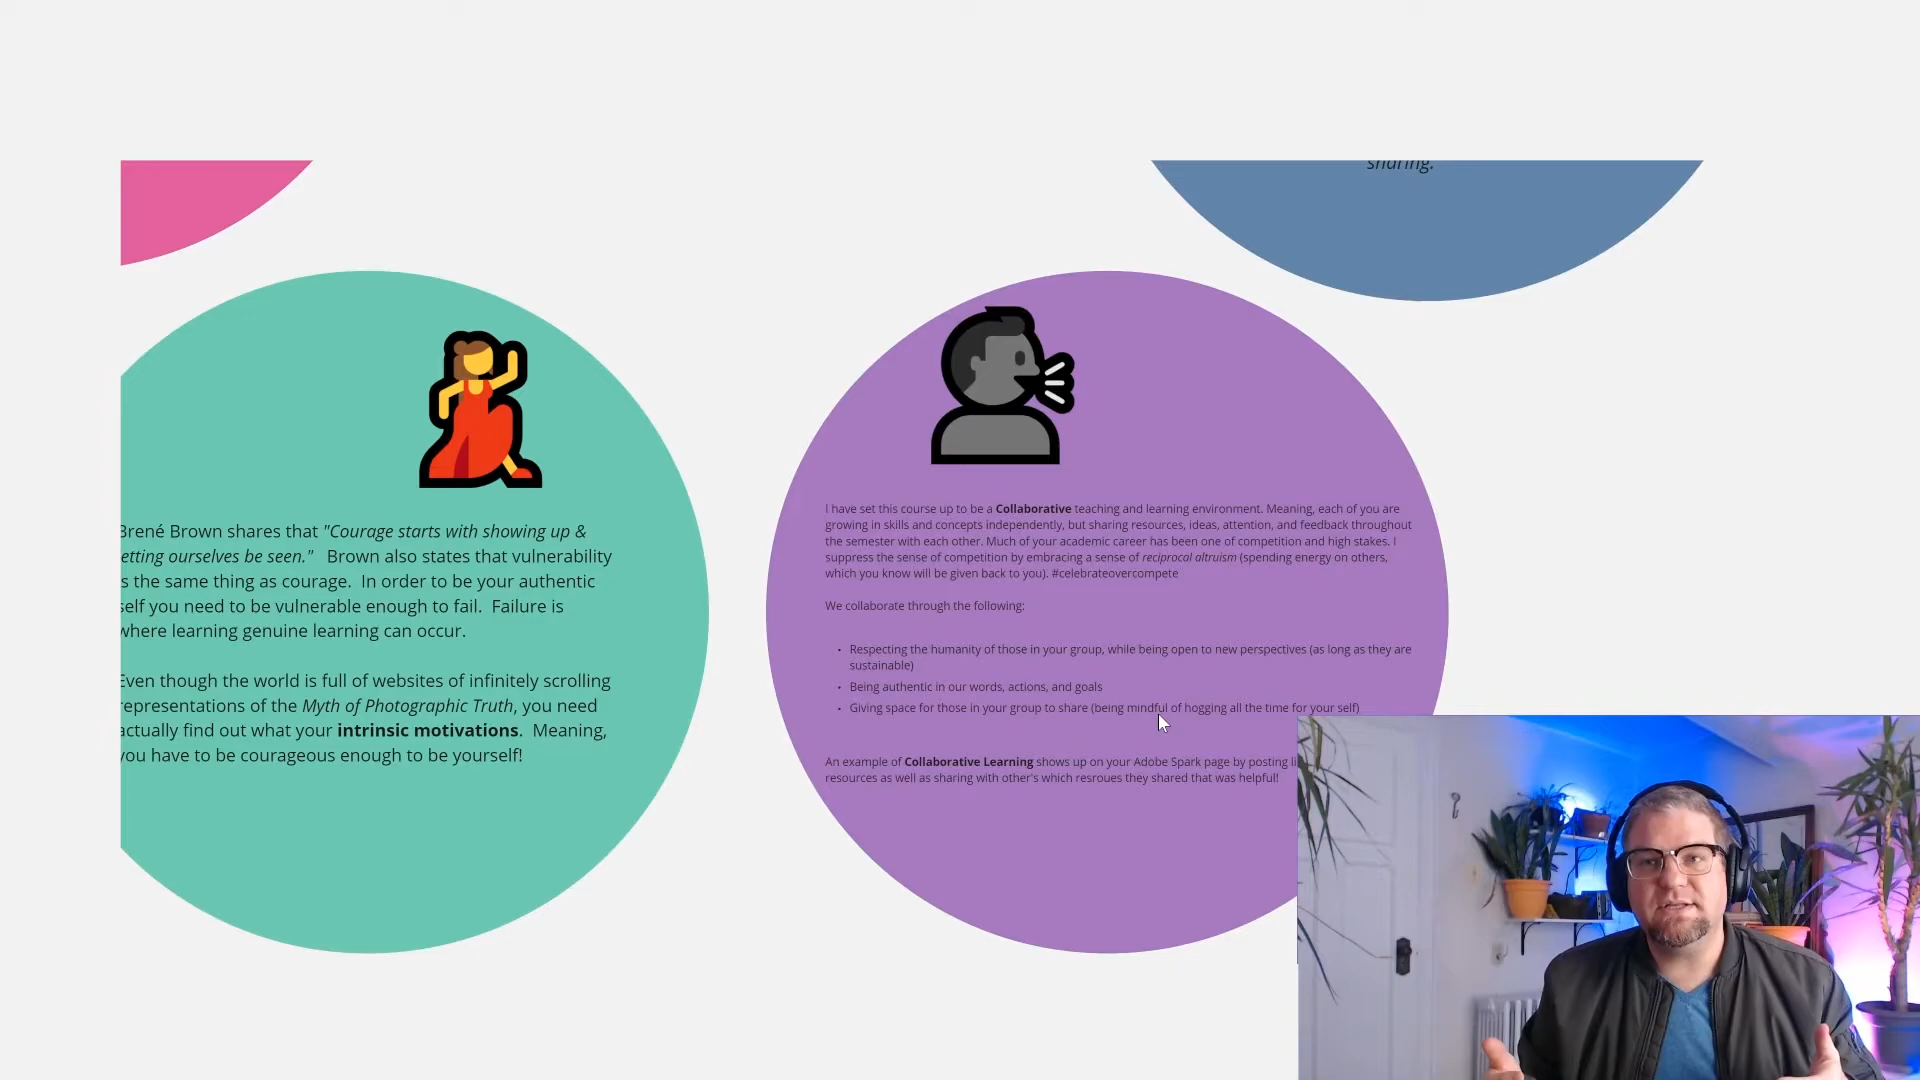 sharing.
Brené Brown shares that "Courage starts with showing up &
etting ourselves be seen."   Brown also states that vulnerability
s the same thing as courage.  In order to be your authentic
self you need to be vulnerable enough to fail.  Failure is
where learning genuine learning can occur.
Even though the world is full of websites of infinitely scrolling
representations of the Myth of Photographic Truth, you need
actually find out what your intrinsic motivations.  Meaning,
you have to be courageous enough to be yourself!
I have set this course up to be a Collaborative teaching and learning environment. Meaning, each of you are
growing in skills and concepts independently, but sharing resources, ideas, attention, and feedback throughout
the semester with each other. Much of your academic career has been one of competition and high stakes. I
suppress the sense of competition by embracing a sense of reciprocal altruism (spending energy on others,
which you know will be given back to you). #celebrateovercompete
We collaborate through the following:
• Respecting the humanity of those in your group, while being open to new perspectives (as long as they are
sustainable)
• Being authentic in our words, actions, and goals
• Giving space for those in your group to share (being mindful of hogging all the time for your self)
An example of Collaborative Learning shows up on your Adobe Spark page by posting li
resources as well as sharing with other's which resroues they shared that was helpful!